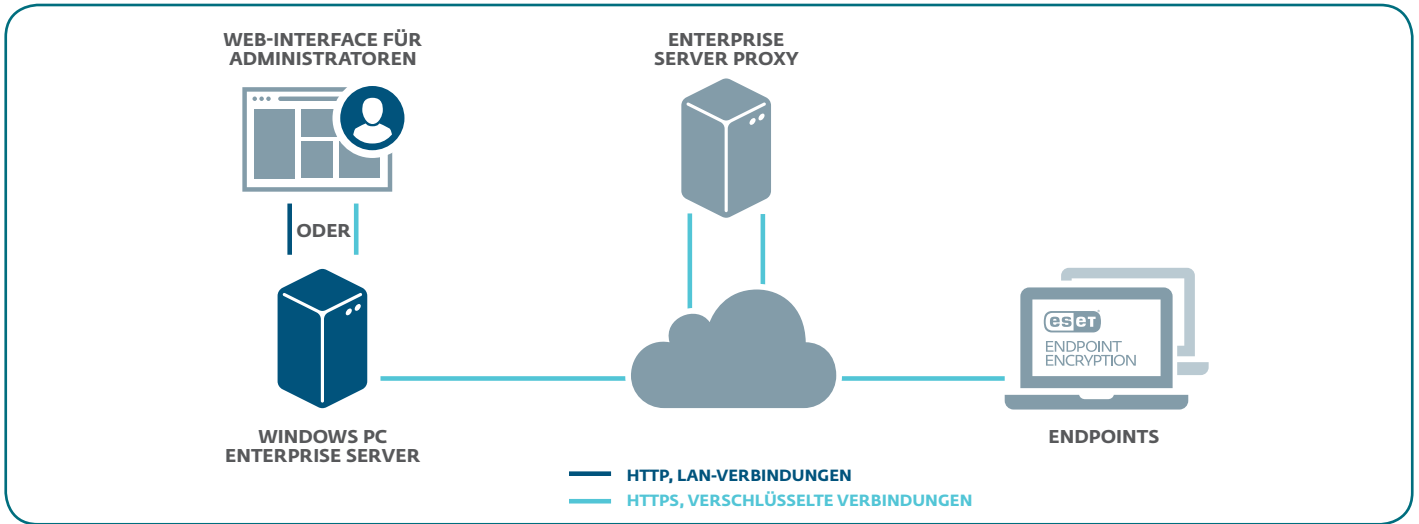 WEB-INTERFACE FÜR
ADMINISTRATOREN
ENTERPRISE
SERVER PROXY
ODER
eseT
ENDPOINT
ENCRYPTION
WINDOWS PC
ENTERPRISE SERVER
ENDPOINTS
HTTP, LAN-VERBINDUNGEN
HTTPS, VERSCHLÜSSELTE VERBINDUNGEN